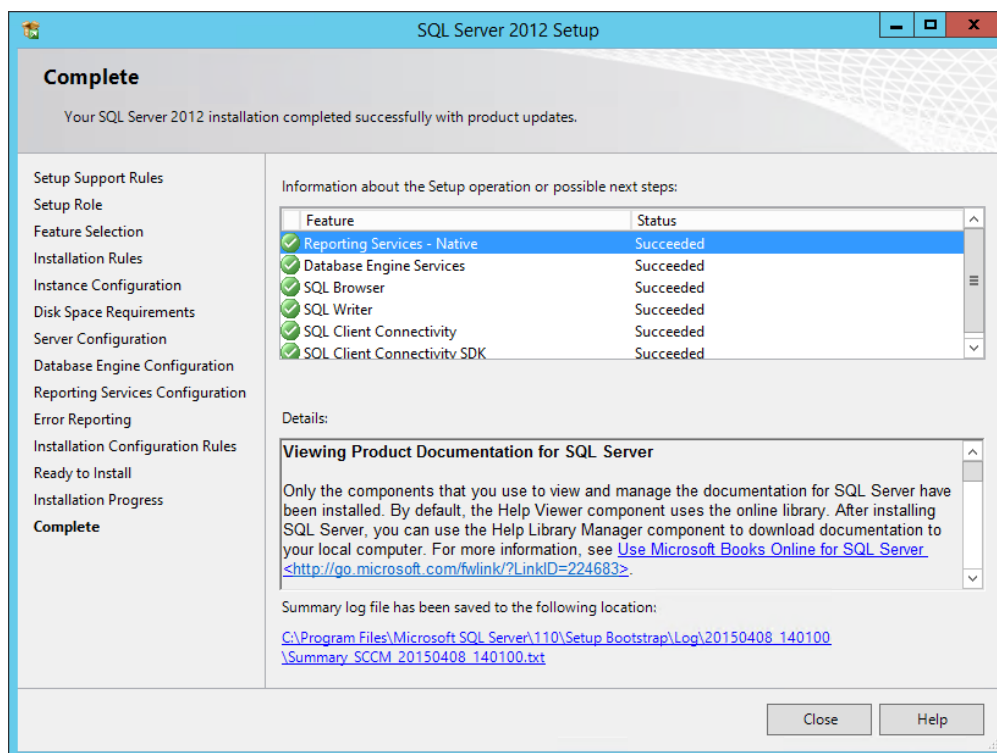 SQL Server 2012 Setup
Complete
Your SQL Server 2012 installation completed successfully with product updates.
Setup Support Rules
Setup Role
Feature Selection
Installation Rules
Instance Configuration
Disk Space Requirements
Server Configuration
Database Engine Configuration
Reporting Services Configuration
Error Reporting
Installation Configuration Rules
Ready to Install
Installation Progress
Complete
Information about the Setup operation or possible next steps:
Feature Status
Reporting Services - Native Succeeded
Database Engine Services Succeeded
SQL Browser Succeeded
SQL Writer Succeeded
SQL Client Connectivity Succeeded
SQL Client Connectivity SDK Succeeded
Details:
Viewing Product Documentation for SQL Server
Only the components that you use to view and manage the documentation for SQL Server have
been installed. By default, the Help Viewer component uses the online library. After installing
SQL Server, you can use the Help Library Manager component to download documentation to
your local computer. For more information, see Use Microsoft Books Online for SQL Server
<http://go.microsoft.com/fwlink/?LinkID=224683>.
Summary log file has been saved to the following location:
C:\Program Files\Microsoft SQL Server\110\Setup Bootstrap\Log\20150408_140100
\Summary_SCCM_20150408_140100.txt
Close Help